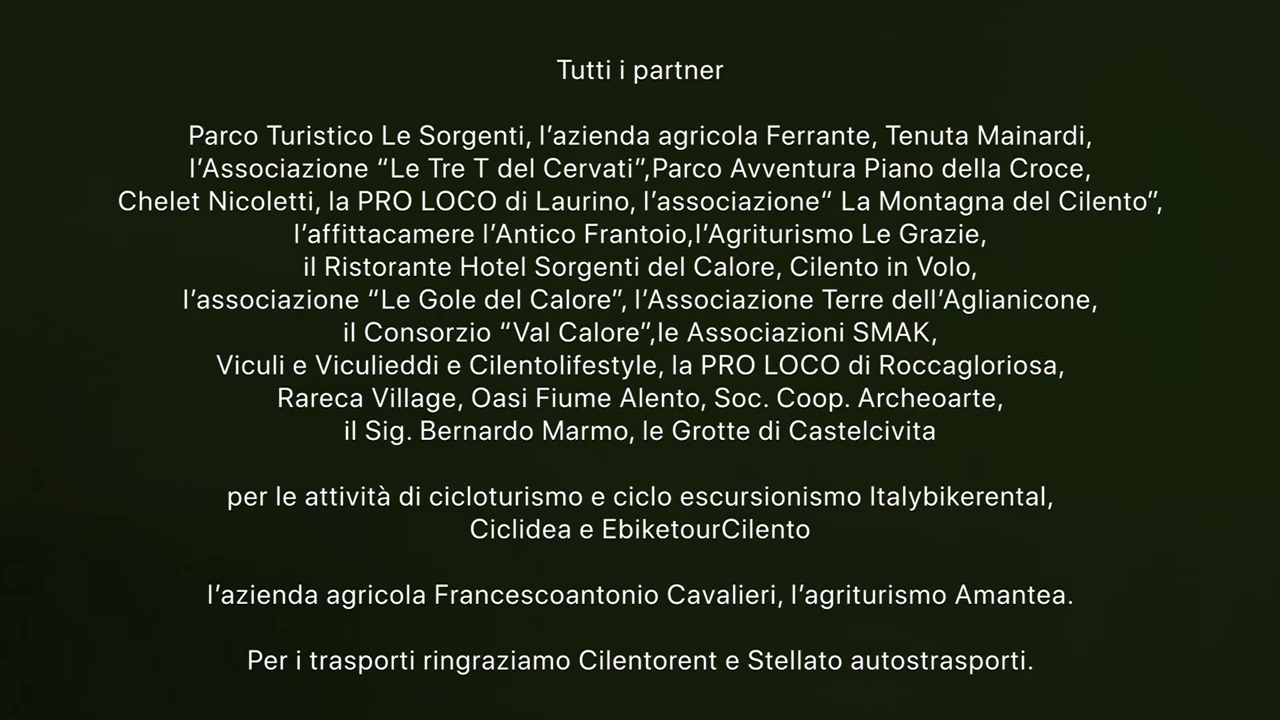 Tutti i partner
Parco Turistico Le Sorgenti, l’azienda agricola Ferrante, Tenuta Mainardi,
l’Associazione “Le Tre T del Cervati”,Parco Avventura Piano della Croce,
Chelet Nicoletti, la PRO LOCO di Laurino, l’associazione“ La Montagna del Cilento”,
l’affittacamere l’Antico Frantoio,l’Agriturismo Le Grazie,
il Ristorante Hotel Sorgenti del Calore, Cilento in Volo,
l’associazione “Le Gole del Calore”, l’Associazione Terre dell’Aglianicone,
il Consorzio “Val Calore”,le Associazioni SMAK,
Viculi e Viculieddi e Cilentolifestyle, la PRO LOCO di Roccagloriosa,
Rareca Village, Oasi Fiume Alento, Soc. Coop. Archeoarte,
il Sig. Bernardo Marmo, le Grotte di Castelcivita
per le attività di cicloturismo e ciclo escursionismo Italybikerental,
Ciclidea e EbiketourCilento
l’azienda agricola Francescoantonio Cavalieri, l’agriturismo Amantea.
Per i trasporti ringraziamo Cilentorent e Stellato autostrasporti.